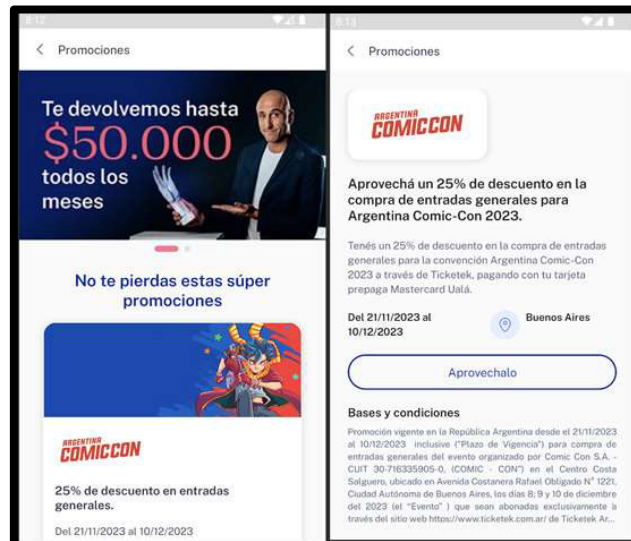 8:12
Promociones
Te devolvemos hasta
$50.000
todos los
meses
No te pierdas estas súper
promociones
ARGENTINA
COMICCON
25% de descuento en entradas
generales.
Del 21/11/2023 al 10/12/2023
8:13
Promociones
ARGENTINA
COMICCON
Aprovechá un 25% de descuento en la
compra de entradas generales para
Argentina Comic-Con 2023.
Tenés un 25% de descuento en la compra de entradas
generales para la convención Argentina Comic-Con
2023 a través de Ticketek, pagando con tu tarjeta
prepaga Mastercard Ualá.
Del 21/11/2023 al
10/12/2023
Buenos Aires
Aprovechalo
Bases y condiciones
Promoción vigente en la República Argentina desde el 21/11/2023
al 10/12/2023 inclusive ("Plazo de Vigencia") para compra de
entradas generales del evento organizado por Comic Con S.A. -
CUIT 30-716335905-0, (COMIC - CON") en el Centro Costa
Salguero, ubicado en Avenida Costanera Rafael Obligado N° 1221,
Ciudad Autónoma de Buenos Aires, los días 8; 9 y 10 de diciembre
del 2023 (el "Evento" ) que sean abonadas exclusivamente a
través del sitio web https://www.ticketek.com.ar/ de Ticketek Ar...